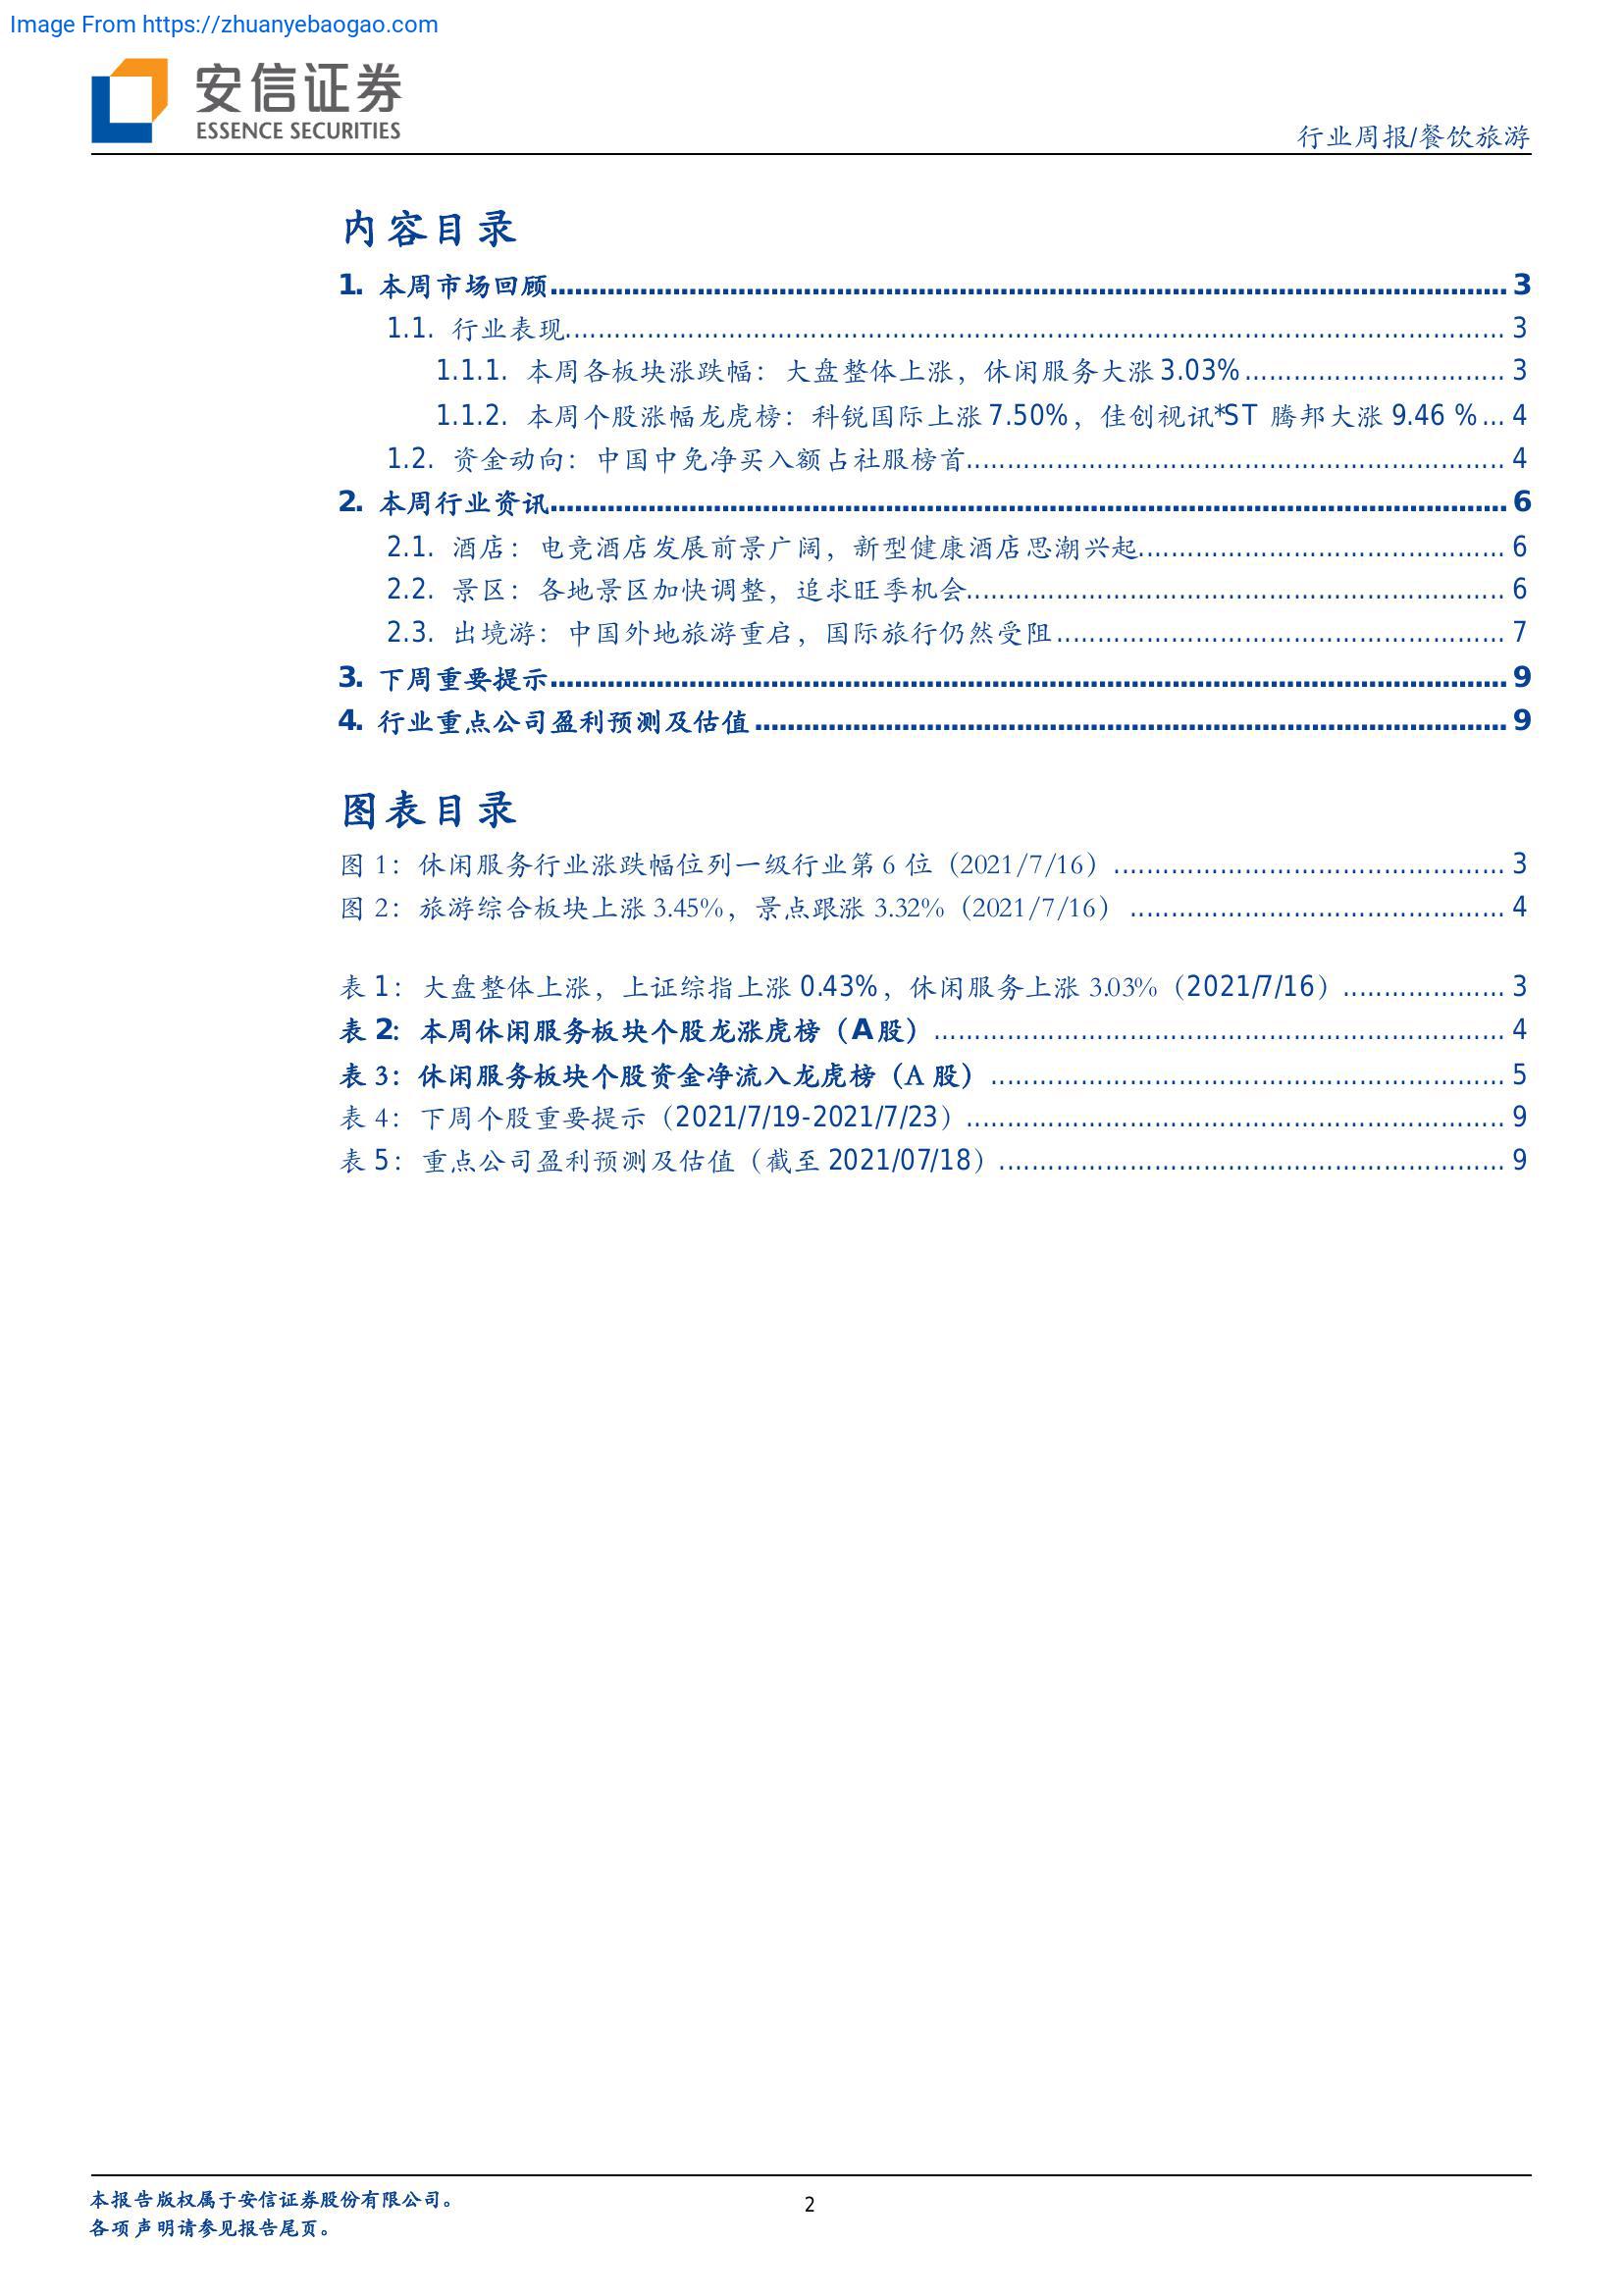 Image From https://zhuanyebaogao.com
安信证券
ESSENCE SECURITIES
行业周报/餐饮旅游
内容目录
1. 本周市场回顾 3
1.1. 行业表现 3
1.1.1. 本周各板块涨跌幅：大盘整体上涨，休闲服务大涨 3.03% 3
1.1.2. 本周个股涨幅龙虎榜：科锐国际上涨 7.50%，佳创视讯*ST 腾邦大涨 9.46 % 4
1.2. 资金动向：中国中免净买入额占社服榜首 4
2. 本周行业资讯 6
2.1. 酒店：电竞酒店发展前景广阔，新型健康酒店思潮兴起 6
2.2. 景区：各地景区加快调整，追求旺季机会 6
2.3. 出境游：中国外地旅游重启，国际旅行仍然受阻 7
3. 下周重要提示 9
4. 行业重点公司盈利预测及估值 9
图表目录
图 1：休闲服务行业涨跌幅位列一级行业第 6 位（2021/7/16） 3
图 2：旅游综合板块上涨 3.45%，景点跟涨 3.32%（2021/7/16） 4
表 1：大盘整体上涨，上证综指上涨 0.43%，休闲服务上涨 3.03%（2021/7/16） 3
表 2：本周休闲服务板块个股龙涨虎榜（A 股） 4
表 3：休闲服务板块个股资金净流入龙虎榜（A 股） 5
表 4：下周个股重要提示（2021/7/19-2021/7/23） 9
表 5：重点公司盈利预测及估值（截至 2021/07/18） 9
本报告版权属于安信证券股份有限公司。
2
各项声明请参见报告尾页。